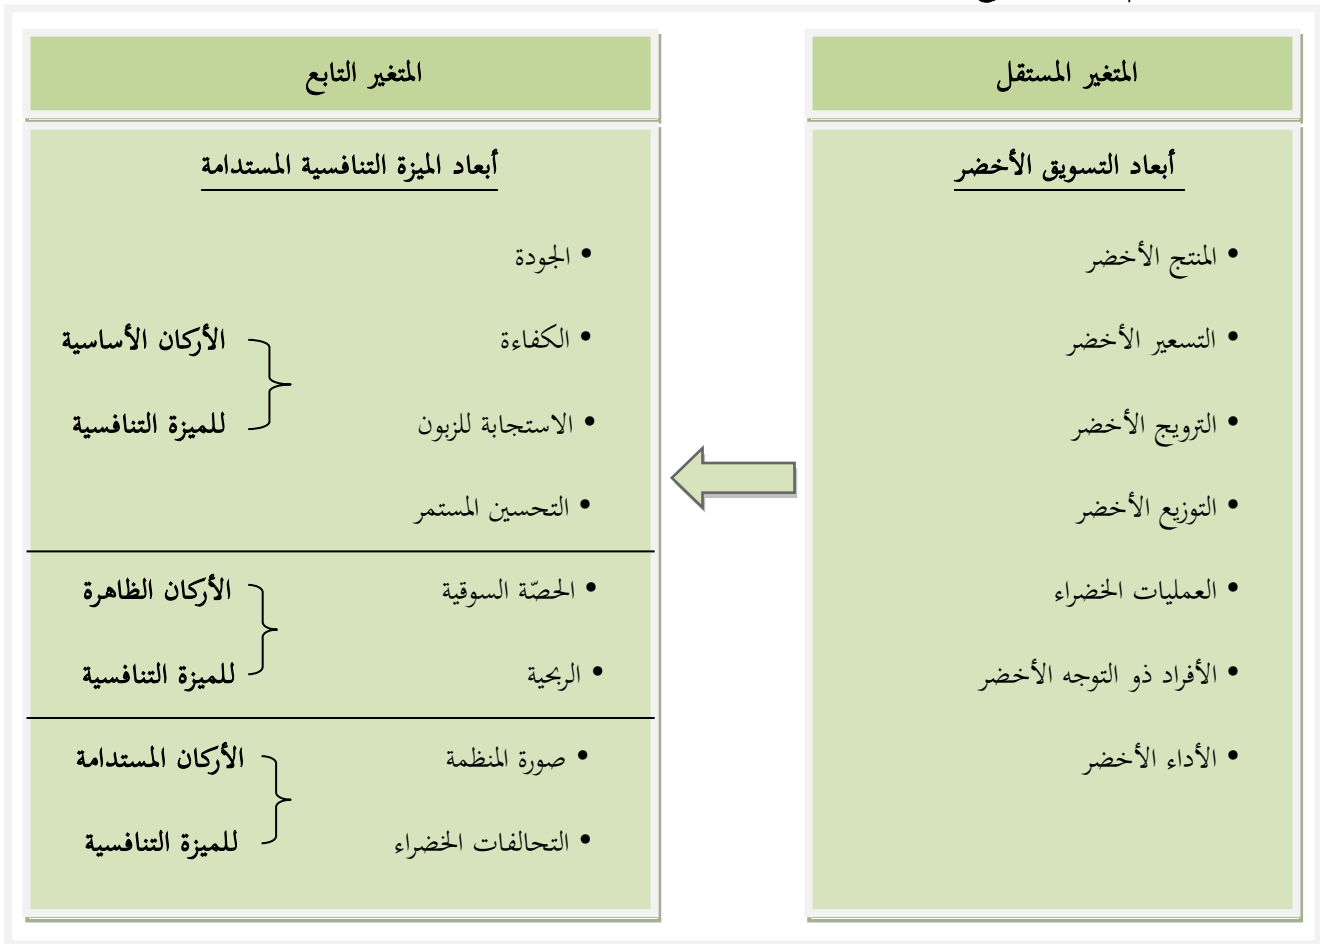 المتغير المستقل
أبعاد التسويق الأخضر
• المنتج الأخضر
• التسعير الأخضر
• الترويج الأخضر
• التوزيع الأخضر
• العمليات الخضراء
• الأفراد ذو التوجه الأخضر
• الأداء الأخضر
المتغير التابع
أبعاد الميزة التنافسية المستدامة
• الجودة
• الكفاءة
• الاستجابة للزبون
• التحسين المستمر
الأركان الأساسية
للميزة التنافسية
• الحصّة السوقية
• الربحية
الأركان الظاهرة
للميزة التنافسية
• صورة المنظمة
• التحالفات الخضراء
الأركان المستدامة
للميزة التنافسية